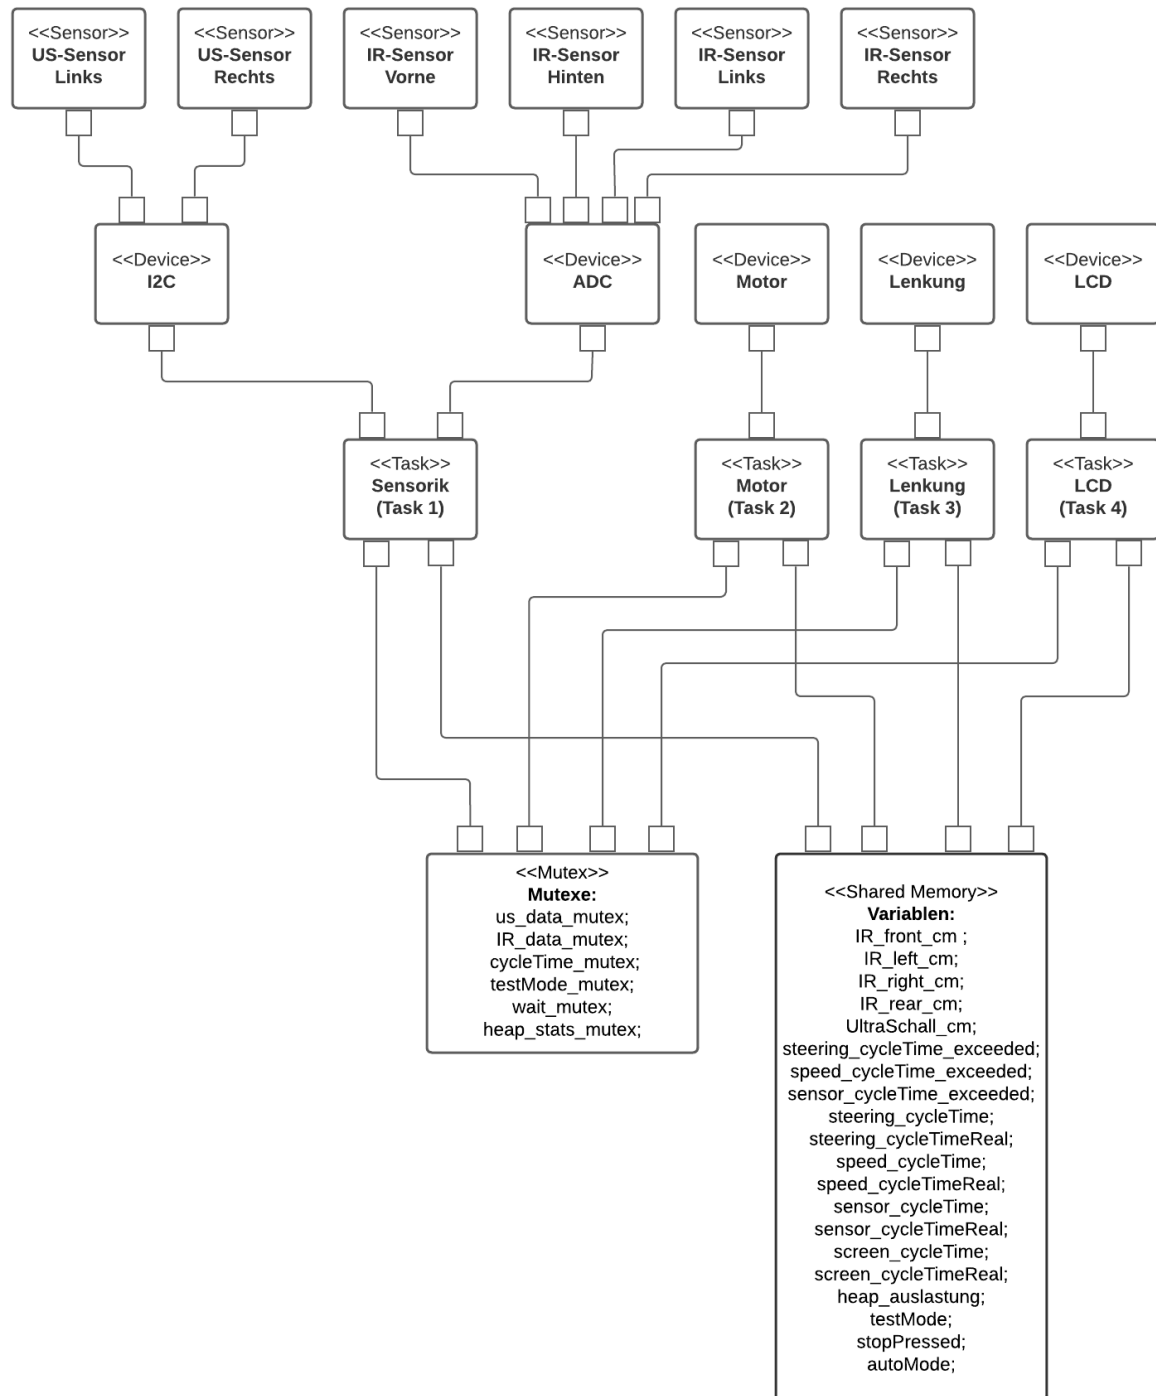 <<Sensor>>
US-Sensor
Links
<<Sensor>>
US-Sensor
Rechts
<<Sensor>>
IR-Sensor
Vorne
<<Sensor>>
IR-Sensor
Hinten
<<Sensor>>
IR-Sensor
Links
<<Sensor>>
IR-Sensor
Rechts
<<Device>>
I2C
<<Device>>
ADC
<<Device>>
Motor
<<Device>>
Lenkung
<<Device>>
LCD
<<Task>>
Sensorik
(Task 1)
<<Task>>
Motor
(Task 2)
<<Task>>
Lenkung
(Task 3)
<<Task>>
LCD
(Task 4)
<<Mutex>>
Mutexe:
us_data_mutex;
IR_data_mutex;
cycleTime_mutex;
testMode_mutex;
wait_mutex;
heap_stats_mutex;
<<Shared Memory>>
Variablen:
IR_front_cm ;
IR_left_cm;
IR_right_cm;
IR_rear_cm;
UltraSchall_cm;
steering_cycleTime_exceeded;
speed_cycleTime_exceeded;
sensor_cycleTime_exceeded;
steering_cycleTime;
steering_cycleTimeReal;
speed_cycleTime;
speed_cycleTimeReal;
sensor_cycleTime;
sensor_cycleTimeReal;
screen_cycleTime;
screen_cycleTimeReal;
heap_auslastung;
testMode;
stopPressed;
autoMode;